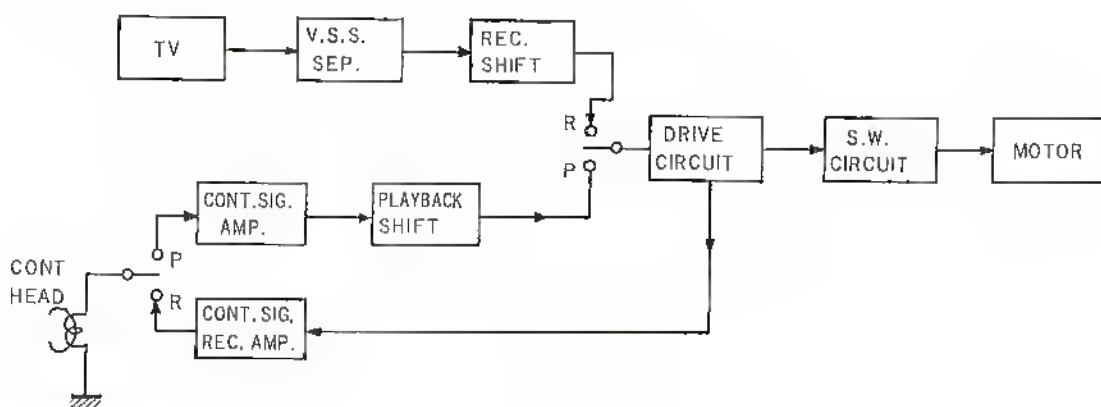 TV
V.S.S.
SEP.
REC.
SHIFT
R
P
DRIVE
CIRCUIT
S.W.
CIRCUIT
MOTOR
CONT.SIG.
AMP.
PLAYBACK
SHIFT
CONT
HEAD
P
R
CONT. SIG.
REC. AMP.